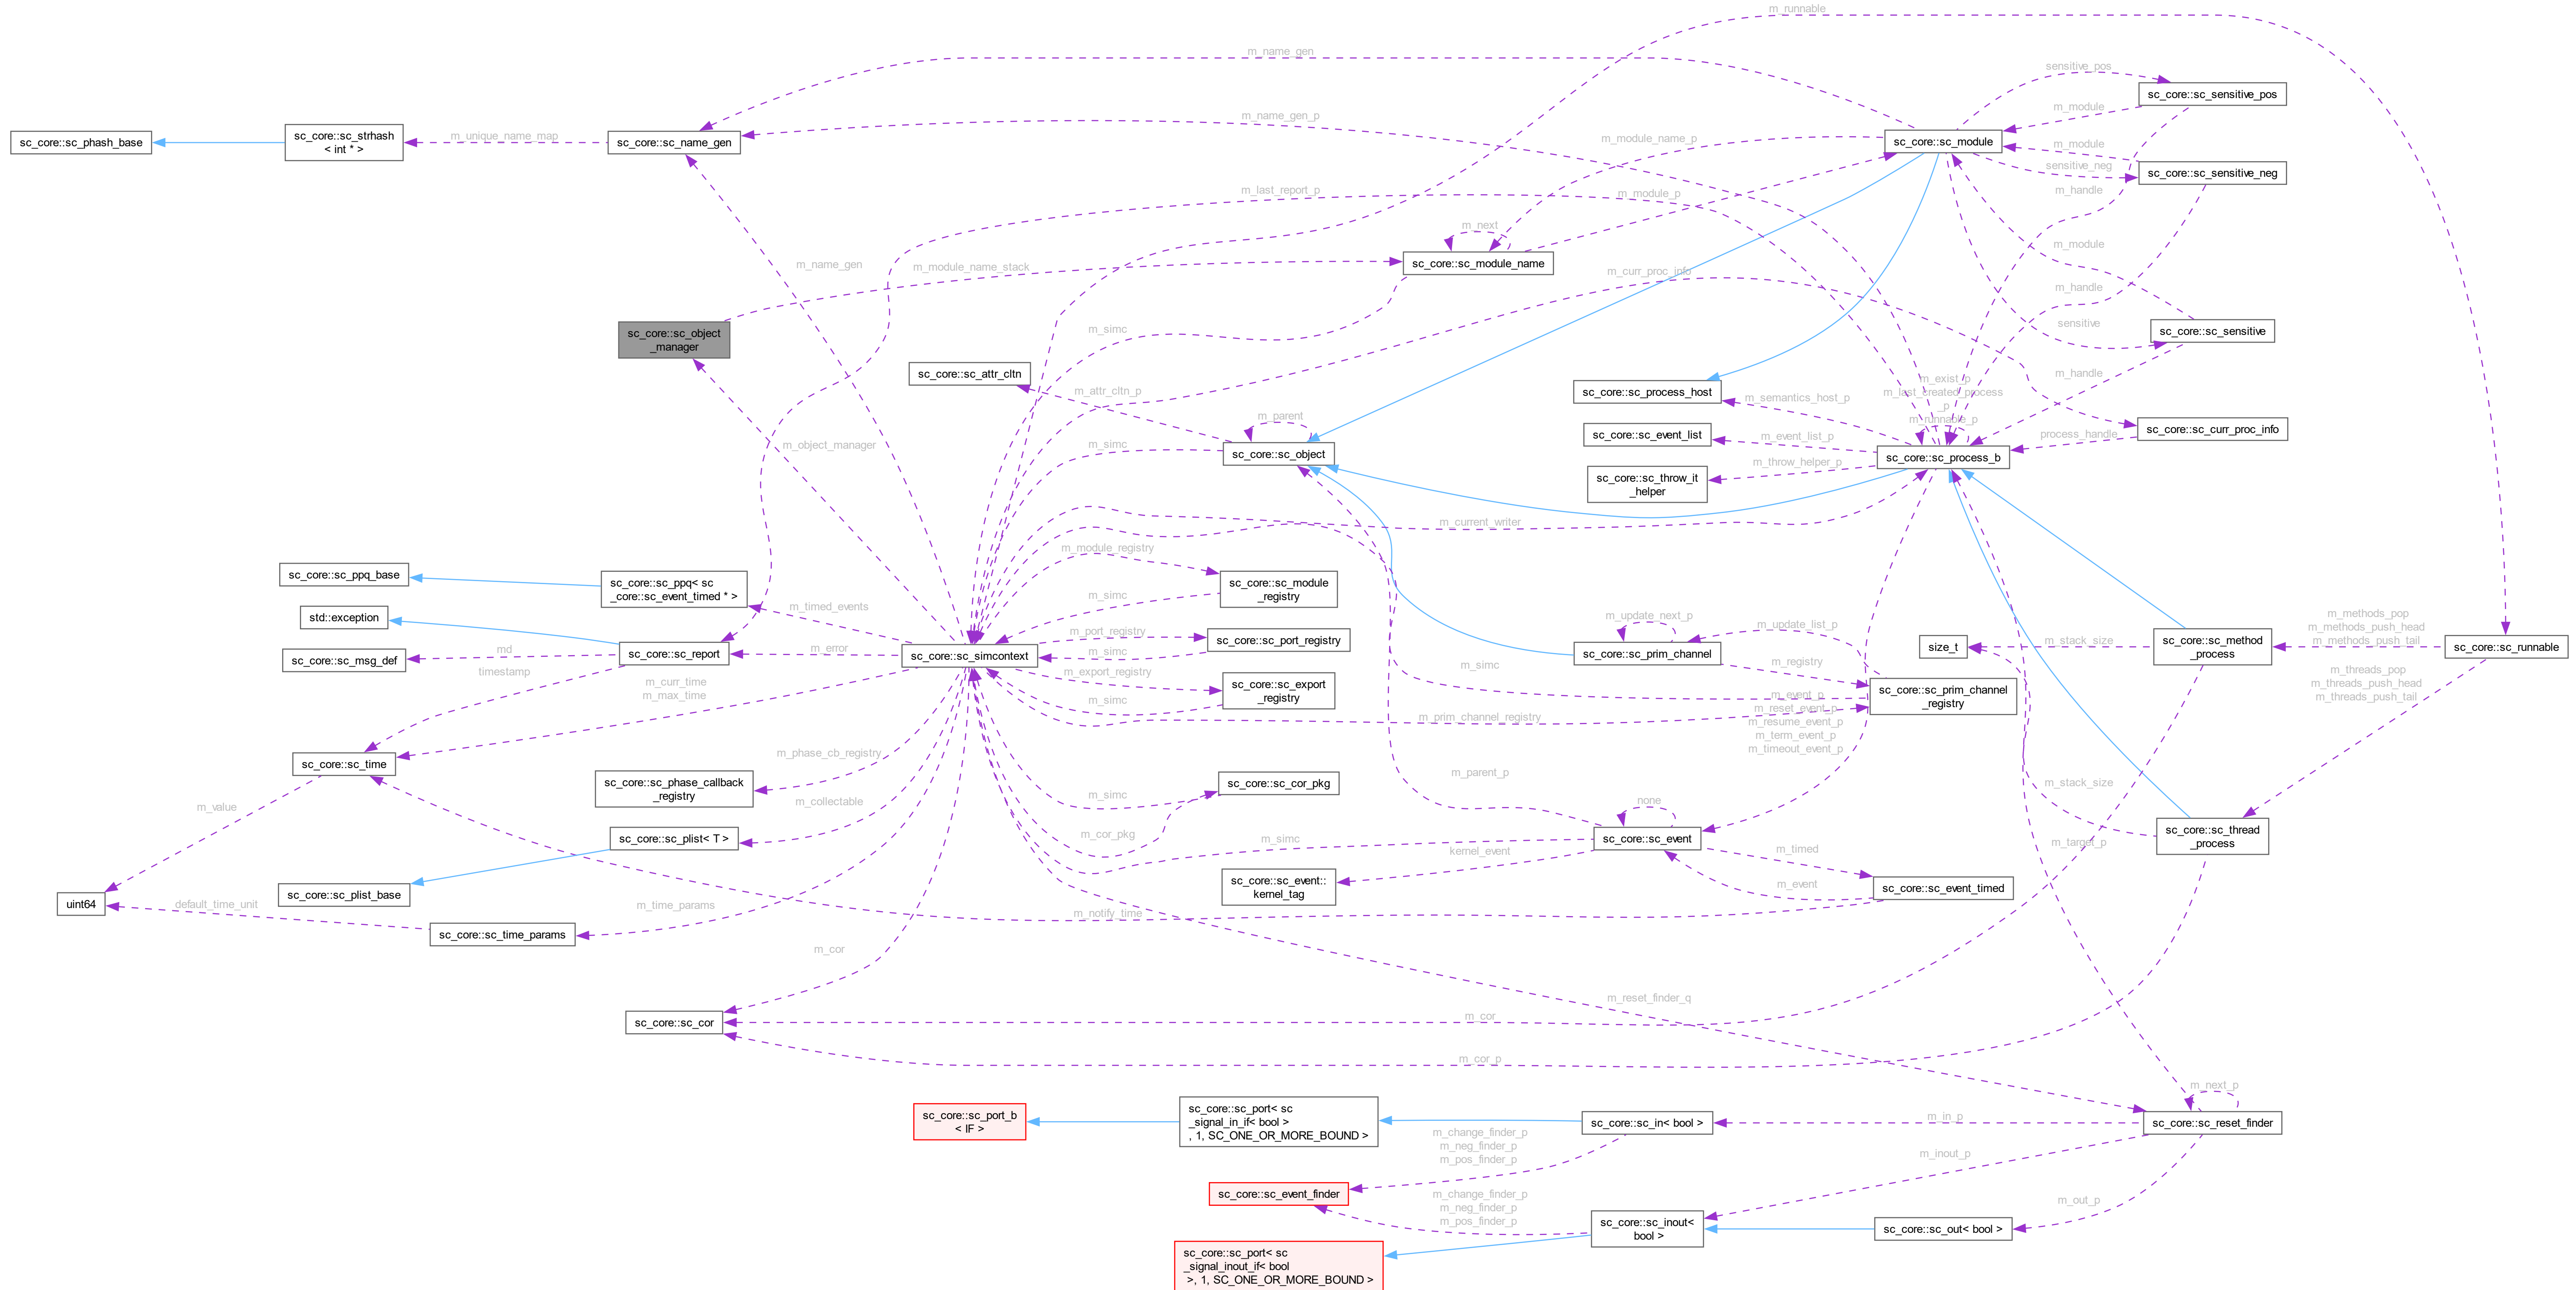 m_runnable
m_name_gen
sensitive_pos
sc_core::sc_sensitive_pos
m_module
m_name_gen_p
sc_core::sc_phash_base
sc_core::sc_strhash
< int * >
m_unique_name_map
sc_core::sc_name_gen
m_module_name_p
sc_core::sc_module
m_module
sensitive_neg
sc_core::sc_sensitive_neg
m_last_report_p
m_module_p
m_handle
m_next
m_name_gen
m_module_name_stack
sc_core::sc_module_name
m_curr_proc_info
m_module
m_handle
sc_core::sc_object
_manager
m_simc
sensitive
sc_core::sc_sensitive
sc_core::sc_attr_cltn
m_attr_cltn_p
sc_core::sc_process_host
m_semantics_host_p
m_exist_p
m_last_created_process
_p
m_runnable_p
m_handle
m_parent
m_object_manager
m_simc
sc_core::sc_object
sc_core::sc_event_list
m_event_list_p
process_handle
sc_core::sc_curr_proc_info
sc_core::sc_process_b
sc_core::sc_throw_it
_helper
m_throw_helper_p
m_current_writer
m_module_registry
sc_core::sc_ppq_base
sc_core::sc_ppq< sc
_core::sc_event_timed * >
m_simc
sc_core::sc_module
_registry
m_timed_events
std::exception
m_update_next_p
m_update_list_p
m_methods_pop
m_methods_push_head
m_methods_push_tail
m_port_registry
sc_core::sc_port_registry
m_stack_size
size_t
sc_core::sc_method
_process
sc_core::sc_runnable
sc_core::sc_msg_def
md
timestamp
sc_core::sc_report
m_error
sc_core::sc_simcontext
m_simc
sc_core::sc_prim_channel
m_registry
m_simc
m_export_registry
m_simc
sc_core::sc_export
_registry
sc_core::sc_prim_channel
_registry
m_threads_pop
m_threads_push_head
m_threads_push_tail
m_curr_time
m_max_time
m_prim_channel_registry
m_event_p
m_reset_event_p
m_resume_event_p
m_term_event_p
m_timeout_event_p
sc_core::sc_time
m_phase_cb_registry
sc_core::sc_phase_callback
_registry
m_parent_p
m_stack_size
sc_core::sc_cor_pkg
m_simc
m_value
m_collectable
none
sc_core::sc_plist< T >
m_cor_pkg
m_simc
sc_core::sc_event
m_timed
m_target_p
sc_core::sc_thread
_process
kernel_event
sc_core::sc_event::
kernel_tag
m_event
sc_core::sc_event_timed
sc_core::sc_plist_base
uint64
default_time_unit
sc_core::sc_time_params
m_time_params
m_notify_time
m_cor
m_reset_finder_q
sc_core::sc_cor
m_cor
m_cor_p
m_next_p
sc_core::sc_port_b
< IF >
sc_core::sc_port< sc
_signal_in_if< bool >
, 1, SC_ONE_OR_MORE_BOUND >
sc_core::sc_in< bool >
m_in_p
sc_core::sc_reset_finder
m_change_finder_p
m_neg_finder_p
m_pos_finder_p
m_inout_p
sc_core::sc_event_finder
m_change_finder_p
m_neg_finder_p
m_pos_finder_p
m_out_p
sc_core::sc_inout<
bool >
sc_core::sc_out< bool >
sc_core::sc_port< sc
_signal_inout_if< bool
>, 1, SC_ONE_OR_MORE_BOUND >